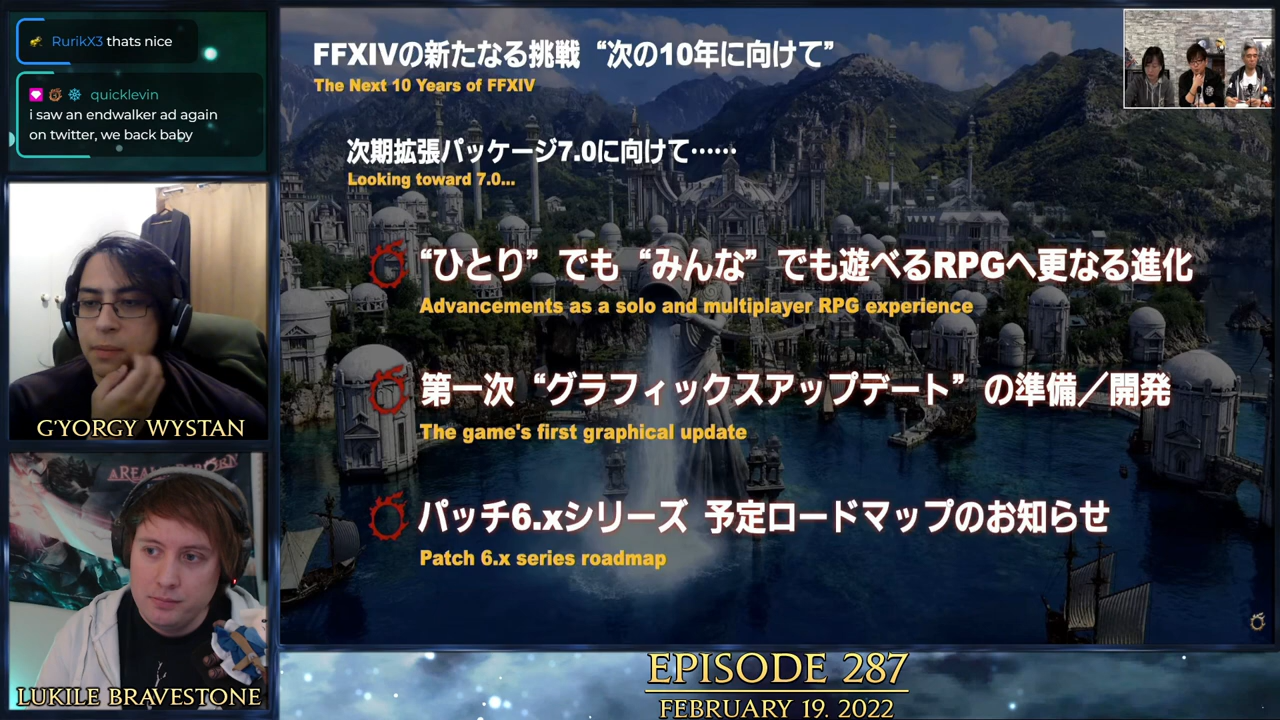 RurikX3 thats nice
quicklevin
i saw an endwalker ad again
on twitter, we back baby
G'YORGY WYSTAN
A REALM REBORN
LUKILE BRAVESTONE
FFXIVの新たなる挑戦 “次の10年に向けて”
The Next 10 Years of FFXIV
次期拡張パッケージ7.0に向けて……
Looking toward 7.0...
“ひとり” でも “みんな” でも遊べるRPGへ更なる進化
Advancements as a solo and multiplayer RPG experience
第一次 “グラフィックスアップデート” の準備／開発
The game's first graphical update
パッチ6.xシリーズ 予定ロードマップのお知らせ
Patch 6.x series roadmap
EPISODE 287
FEBRUARY 19, 2022